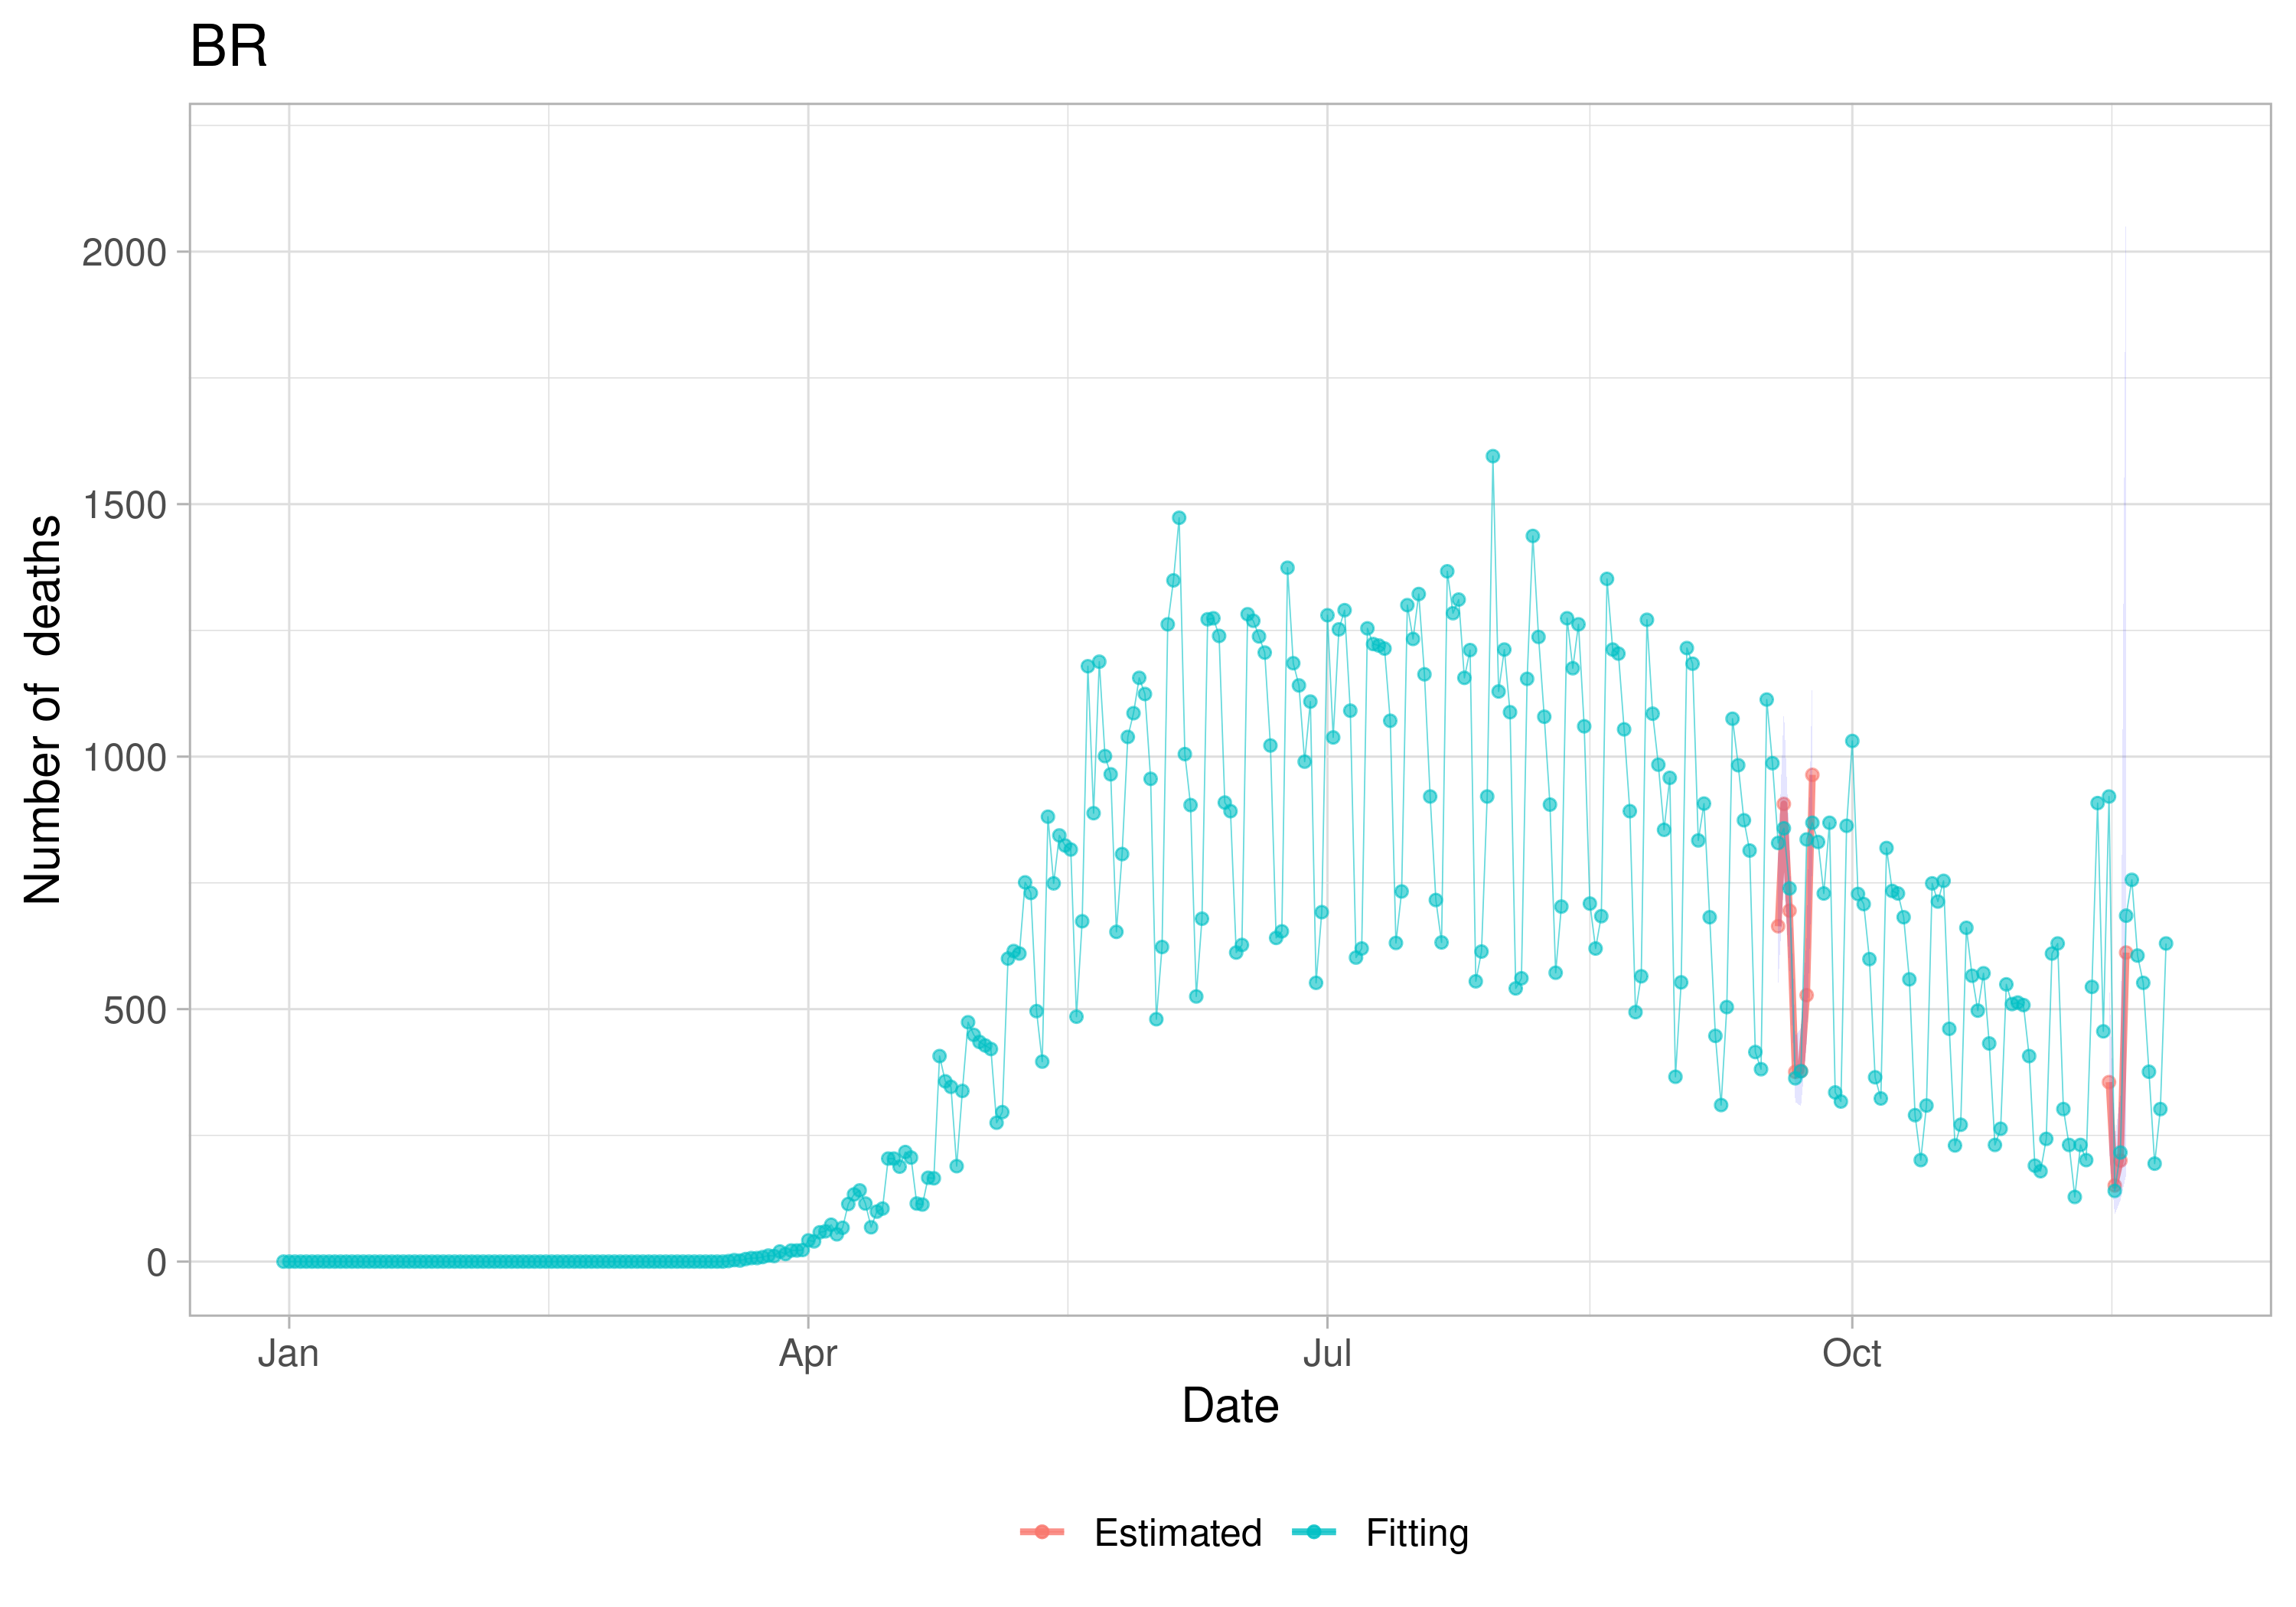 BR
Number of deaths
2000
1500
1000
500
0
Jan Apr Jul Oct
Date
Estimated Fitting